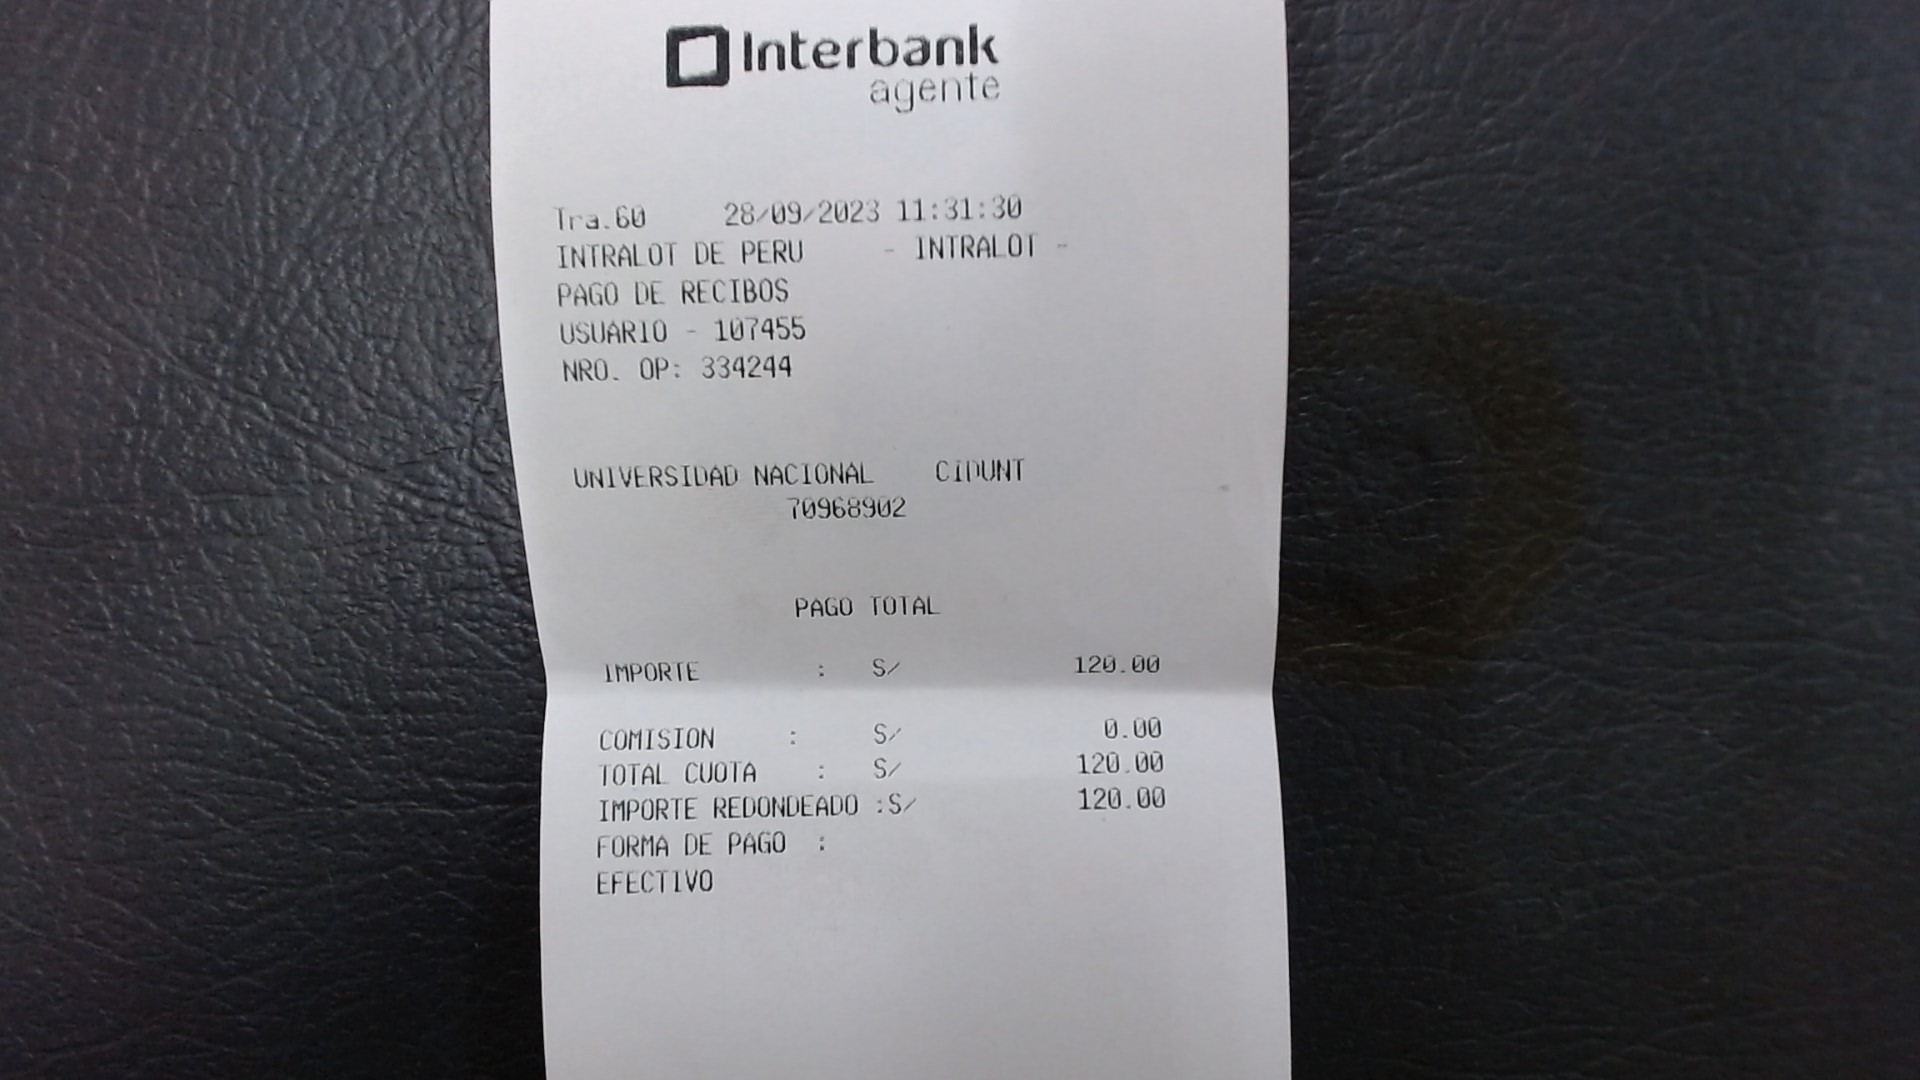 Interbank
agente
Tra.60 28/09/2023 11:31:30
INTRALOT DE PERU - INTRALOT -
PAGO DE RECIBOS
USUARIO - 107455
NRO. OP: 334244
UNIVERSIDAD NACIONAL CIDUNT
70968902
PAGO TOTAL
IMPORTE : S/ 120.00
COMISION : S/ 0.00
TOTAL CUOTA : S/ 120.00
IMPORTE REDONDEADO :S/ 120.00
FORMA DE PAGO :
EFECTIVO